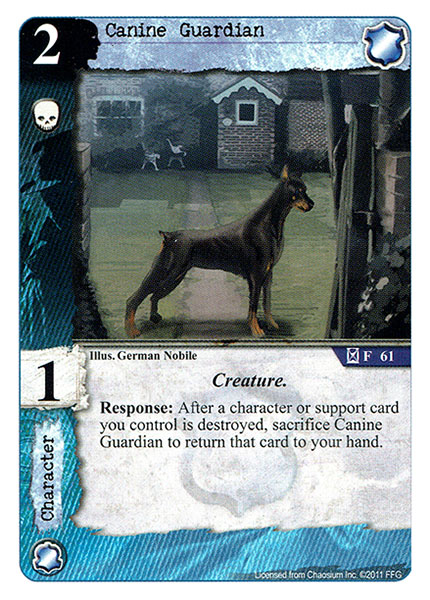 2
Canine Guardian
Illus. German Nobile
F 61
1
Creature.
Response: After a character or support card
you control is destroyed, sacrifice Canine
Guardian to return that card to your hand.
Character
Licensed from Chaosium Inc. ©2011 FFG